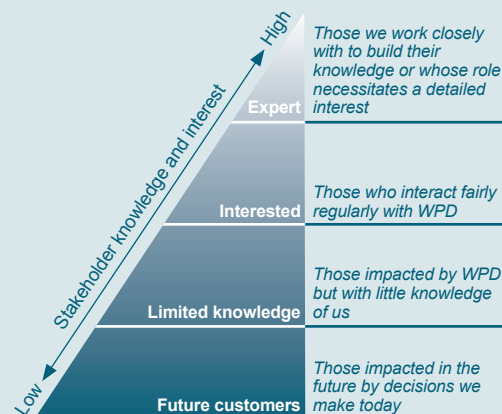 High
Stakeholder knowledge and interest
Low
Expert
Those we work closely
with to build their
knowledge or whose role
necessitates a detailed
interest
Interested
Those who interact fairly
regularly with WPD
Limited knowledge
Those impacted by WPD
but with little knowledge
of us
Future customers
Those impacted in the
future by decisions we
make today